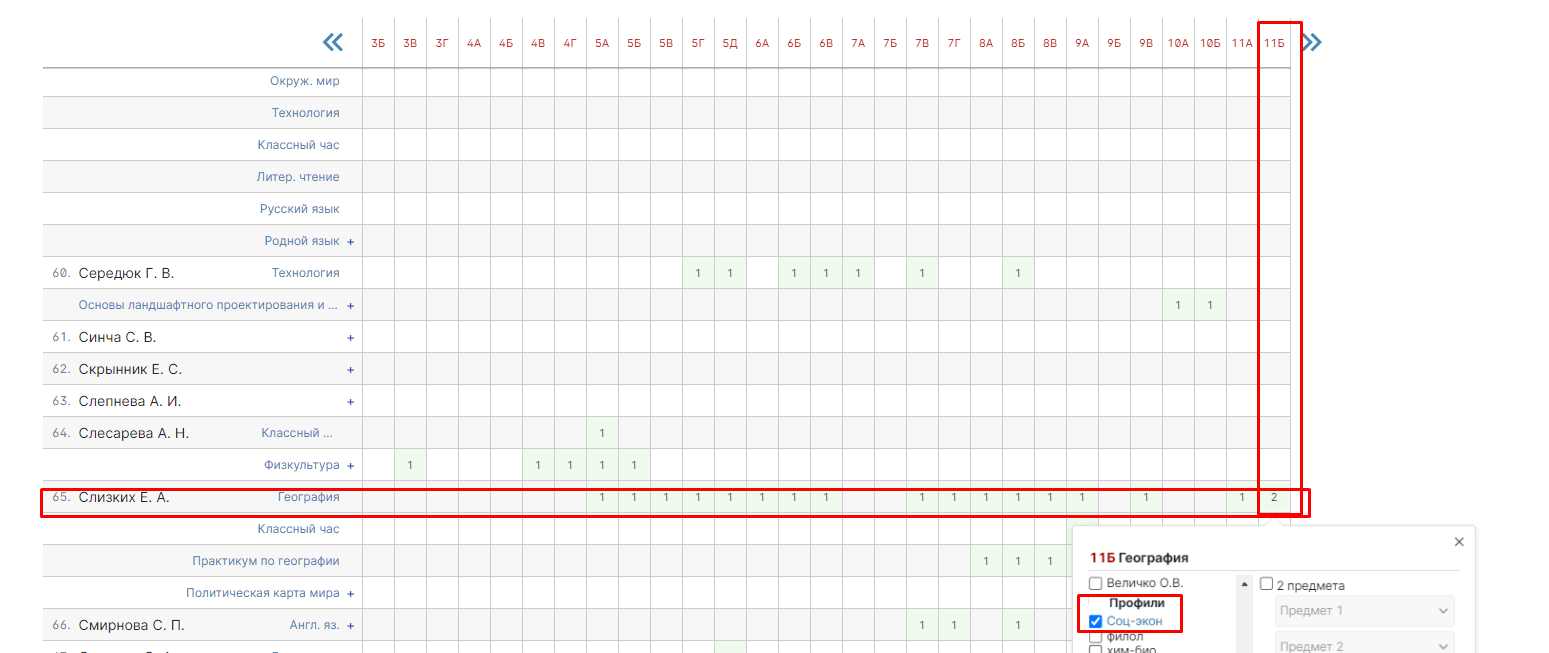 3Б 3В 3Г 4А 4Б 4В 4Г 5А 5Б 5В 5Г 5Д 6А 6Б 6В 7А 7Б 7В 7Г 8А 8Б 8В 9А 9Б 9В 10А 10Б 11А 11Б
Окруж. мир
Технология
Классный час
Литер. чтение
Русский язык
Родной язык +
60. Середюк Г. В. Технология 1 1 1 1 1 1 1
Основы ландшафтного проектирования и ... + 1 1
61. Синча С. В. +
62. Скрынник Е. С. +
63. Слепнева А. И. +
64. Слесарева А. Н. Классный ... 1
Физкультура + 1 1 1 1 1
65. Слизких Е. А. География 1 1 1 1 1 1 1 1 1 1 1 1 1 1 1 1 2
Классный час
Практикум по географии 1 1 1
Политическая карта мира +
66. Смирнова С. П. Англ. яз. + 1 1 1
11Б География
Величко О.В.
Профили
Соц-экон
филол
хим-био
2 предмета
Предмет 1
Предмет 2